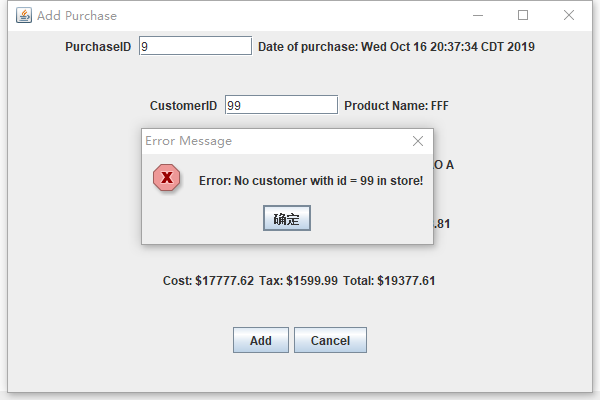 Add Purchase
PurchaseID 9 Date of purchase: Wed Oct 16 20:37:34 CDT 2019
CustomerID 99 Product Name: FFF
Error Message
O A
Error: No customer with id = 99 in store!
确定
.81
Cost: $17777.62 Tax: $1599.99 Total: $19377.61
Add Cancel